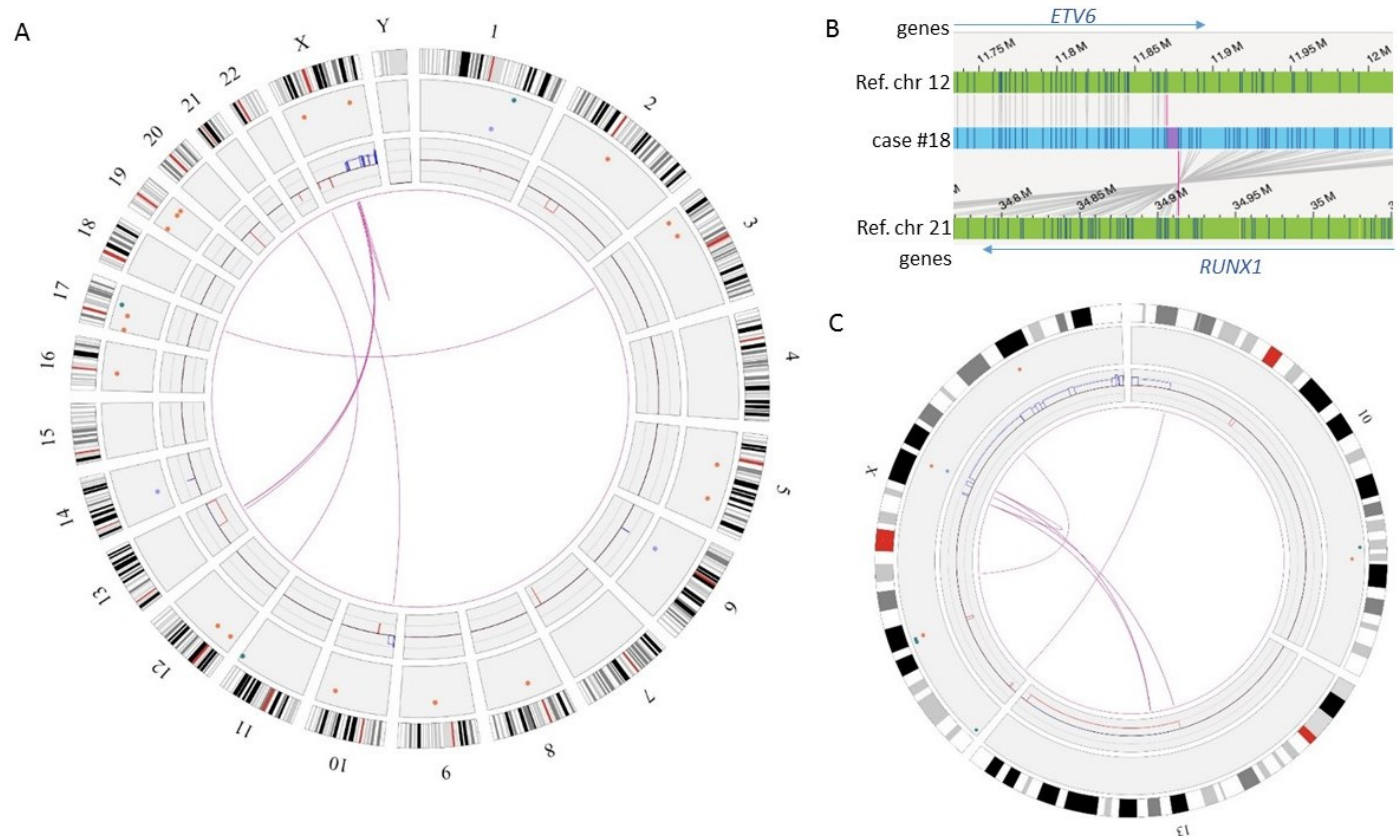 A
1
2
3
4
5
6
7
8
9
10
11
12
13
14
15
16
17
18
19
20
21
22
X
Y
B
genes
ETV6
11.75 M
11.8 M
11.85 M
11.9 M
11.95 M
12 M
Ref. chr 12
case #18
M
34.8 M
34.85 M
34.9 M
34.95 M
35 M
3
Ref. chr 21
genes
RUNX1
C
X
10
13